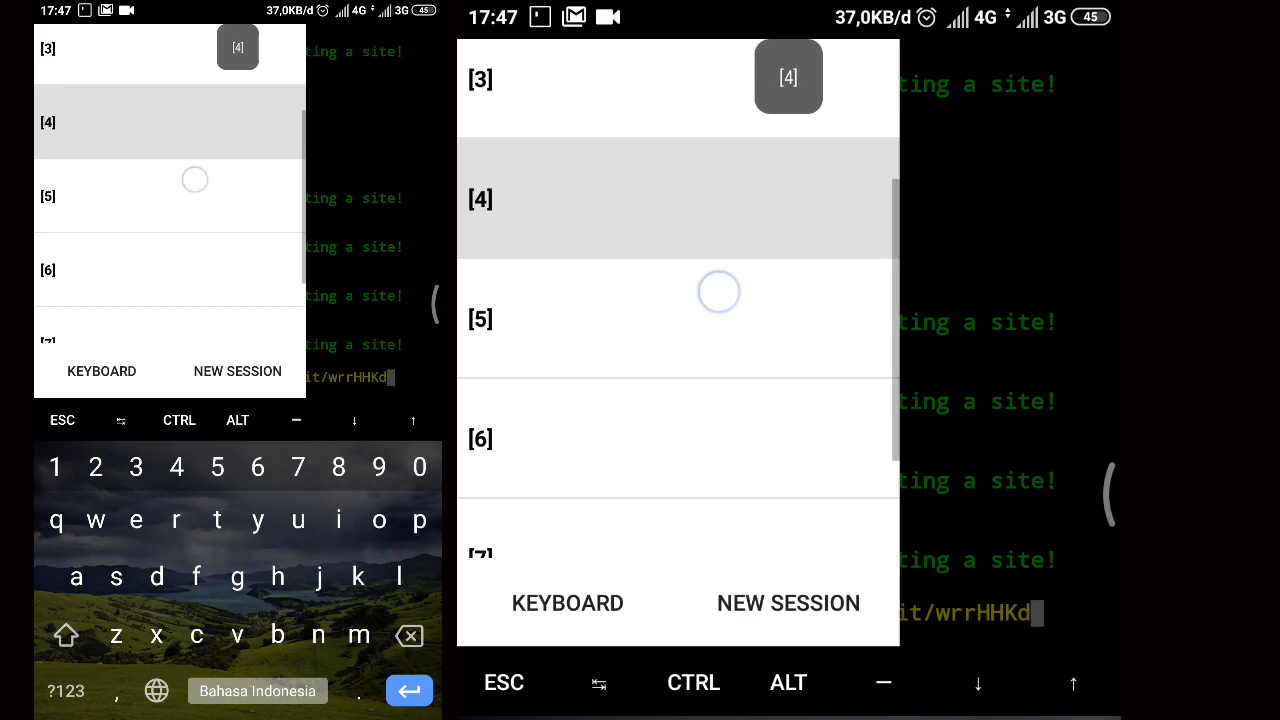 17:47 37,0KB/d 4G 3G 45
[3]
[4]
ting a site!
[4]
[5]
ting a site!
ting a site!
[6]
ting a site!
[7]
ting a site!
KEYBOARD NEW SESSION
it/wrrHHKd
ESC ⇆ CTRL ALT — ↓ ↑
1 2 3 4 5 6 7 8 9 0
q w e r t y u i o p
a s d f g h j k l
z x c v b n m
?123 , Bahasa Indonesia .
17:47 37,0KB/d 4G 3G 45
[3]
[4]
ting a site!
[4]
[5]
ting a site!
ting a site!
[6]
ting a site!
[7]
ting a site!
KEYBOARD NEW SESSION
it/wrrHHKd
ESC ⇆ CTRL ALT — ↓ ↑